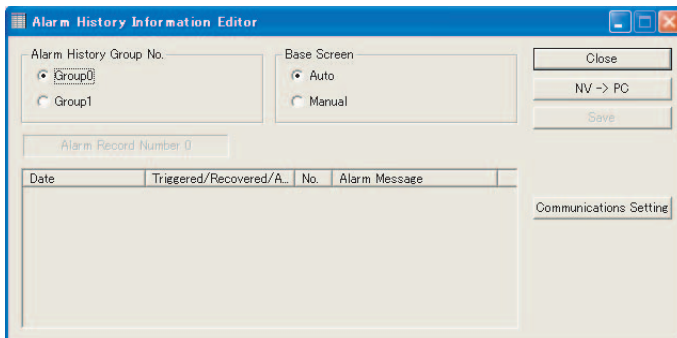 Alarm History Information Editor
Alarm History Group No.
Group0
Group1
Base Screen
Auto
Manual
Close
NV -> PC
Save
Alarm Record Number 0
Date Triggered/Recovered/A... No. Alarm Message
Communications Setting